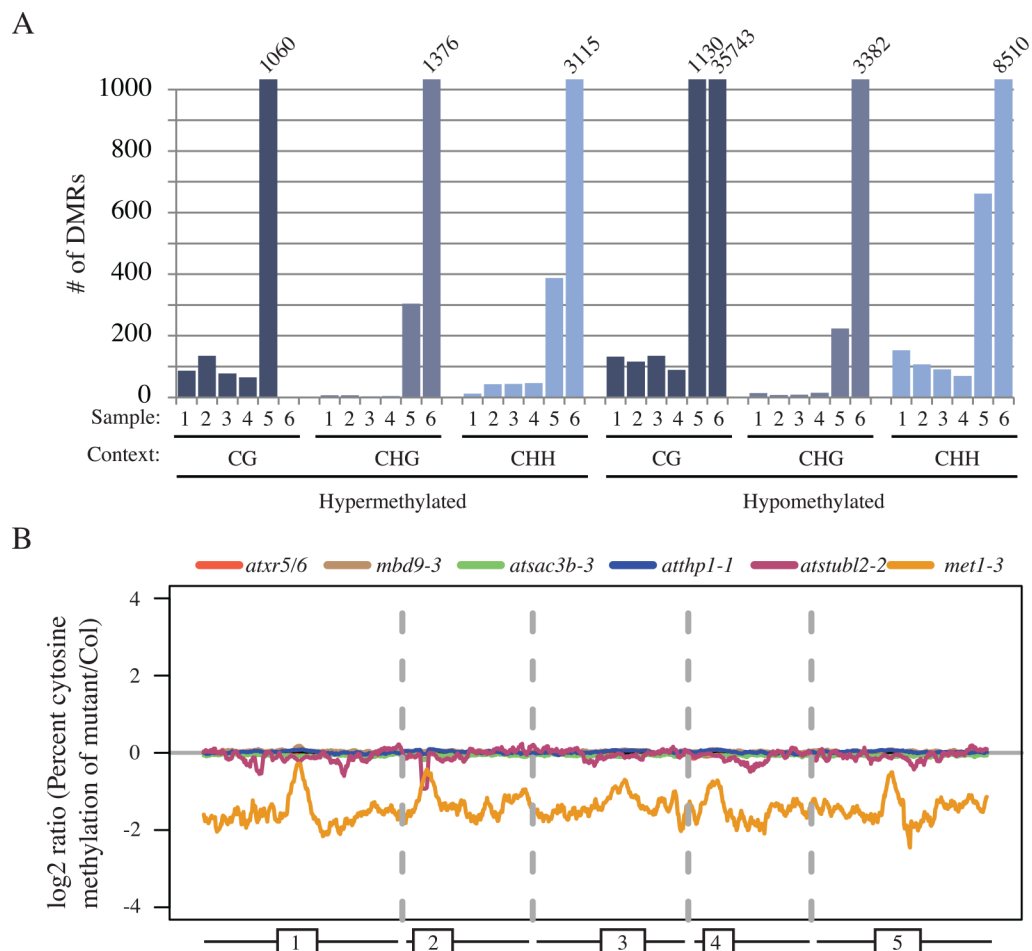 A
1060
1376
3115
1130
35743
3382
8510
# of DMRs
1000
800
600
400
200
0
Sample: 1 2 3 4 5 6 1 2 3 4 5 6 1 2 3 4 5 6 1 2 3 4 5 6 1 2 3 4 5 6 1 2 3 4 5 6
Context: CG CHG CHH CG CHG CHH
Hypermethylated Hypomethylated
B
atxr5/6 mbd9-3 atsac3b-3 atthp1-1 atstubl2-2 met1-3
log2 ratio (Percent cytosine
methylation of mutant/Col)
4
2
0
-2
-4
1 2 3 4 5